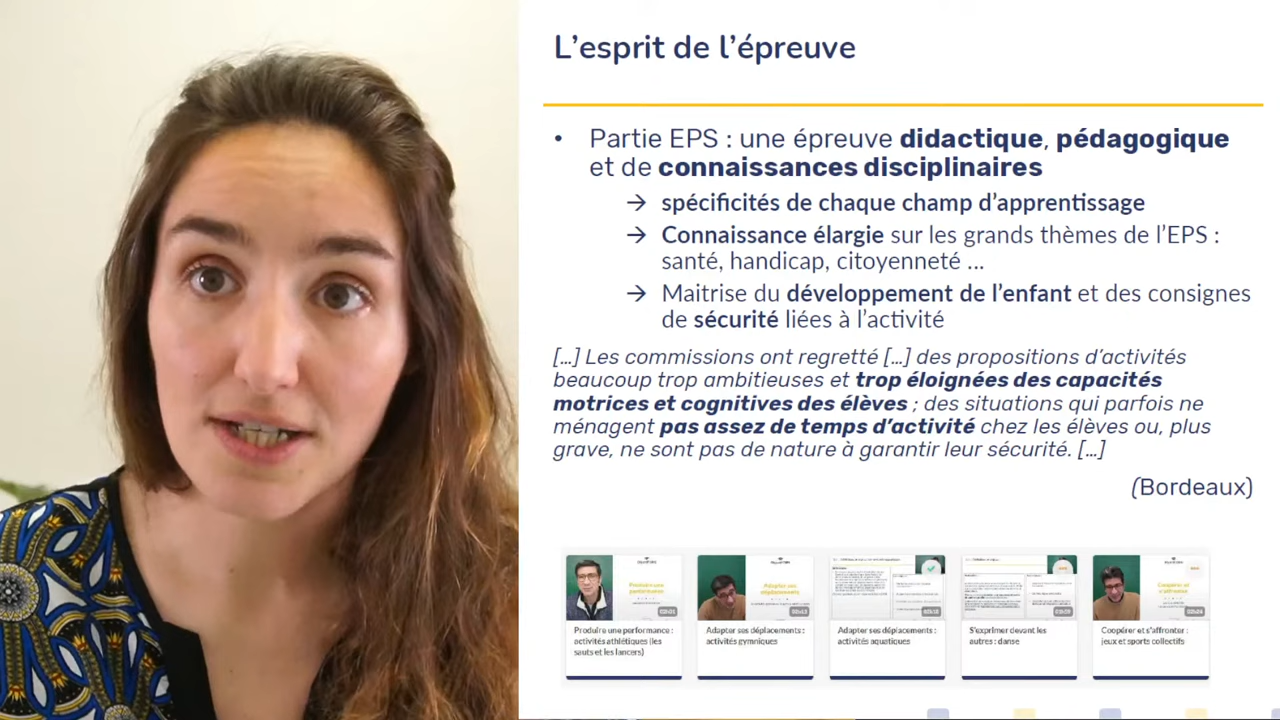 L'esprit de l'épreuve
• Partie EPS : une épreuve didactique, pédagogique
et de connaissances disciplinaires
→ spécificités de chaque champ d'apprentissage
→ Connaissance élargie sur les grands thèmes de l'EPS :
santé, handicap, citoyenneté ...
→ Maitrise du développement de l'enfant et des consignes
de sécurité liées à l'activité
[...] Les commissions ont regretté [...] des propositions d'activités
beaucoup trop ambitieuses et trop éloignées des capacités
motrices et cognitives des élèves ; des situations qui parfois ne
ménagent pas assez de temps d'activité chez les élèves ou, plus
grave, ne sont pas de nature à garantir leur sécurité. [...]
(Bordeaux)
Produire une performance :
activités athlétiques (les
sauts et les lancers)
Adapter ses déplacements :
activités gymniques
Adapter ses déplacements :
activités aquatiques
S'exprimer devant les
autres : danse
Coopérer et s'affronter :
jeux et sports collectifs